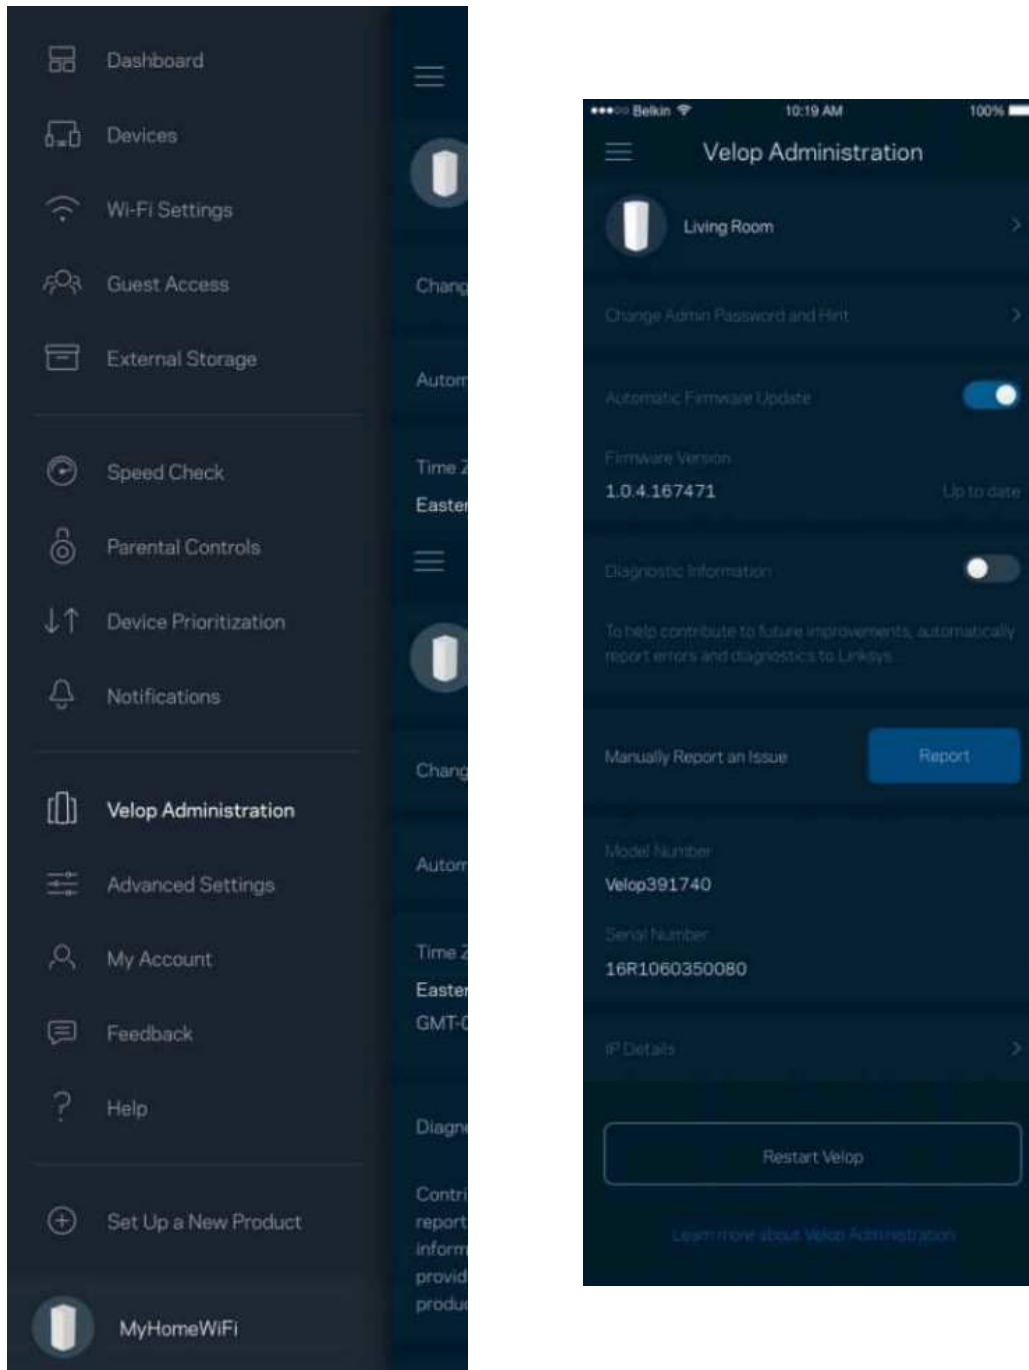 Dashboard
Devices
Wi-Fi Settings
Guest Access
External Storage
Speed Check
Parental Controls
Device Prioritization
Notifications
Velop Administration
Advanced Settings
My Account
Feedback
Help
Set Up a New Product
MyHomeWiFi
Chang
Autom
Time Z
Easter
Chang
Autom
Time Z
Easter
GMT-0
Diagn
Contri
report
inform
provid
produ
Belkin 10:19 AM 100%
Velop Administration
Living Room
Change Admin Password and Hint
Automatic Firmware Update
Firmware Version
1.0.4.167471 Up to date
Diagnostic Information
To help contribute to future improvements, automatically
report errors and diagnostics to Linksys.
Manually Report an Issue Report
Model Number
Velop391740
Serial Number
16R1060350080
IP Details
Restart Velop
Learn more about Velop Administration